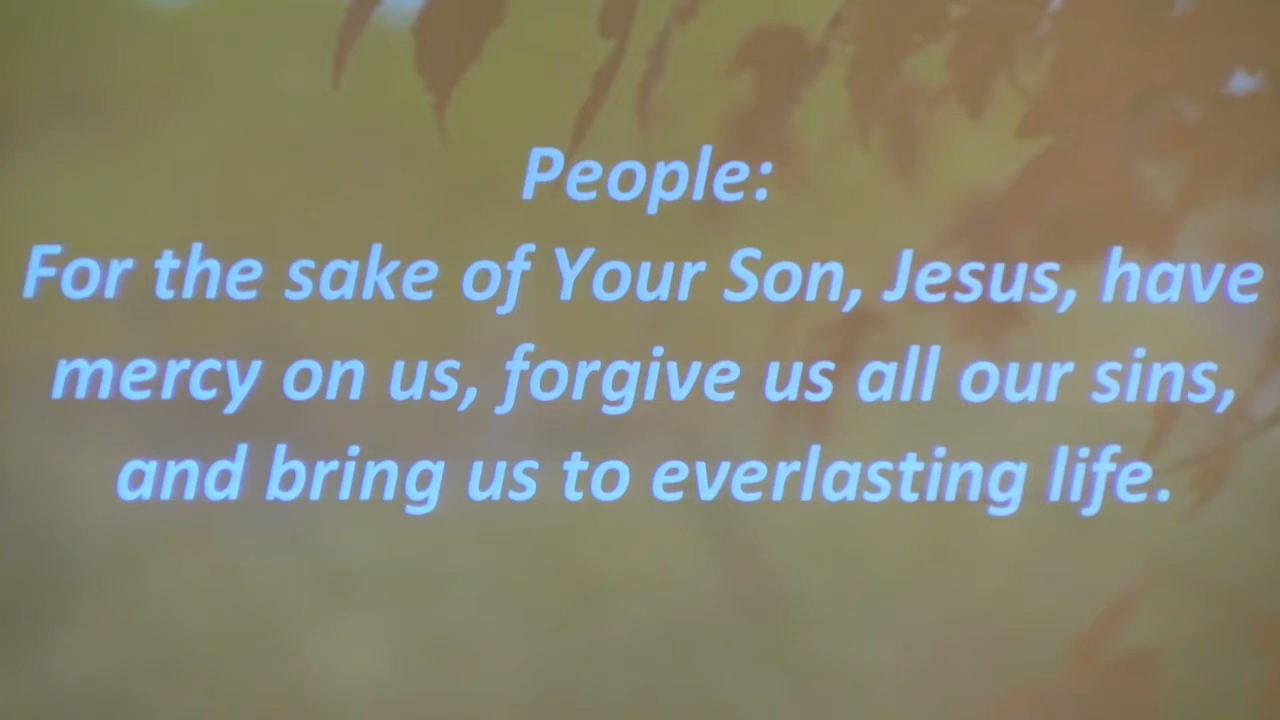 People:
For the sake of Your Son, Jesus, have
mercy on us, forgive us all our sins,
and bring us to everlasting life.